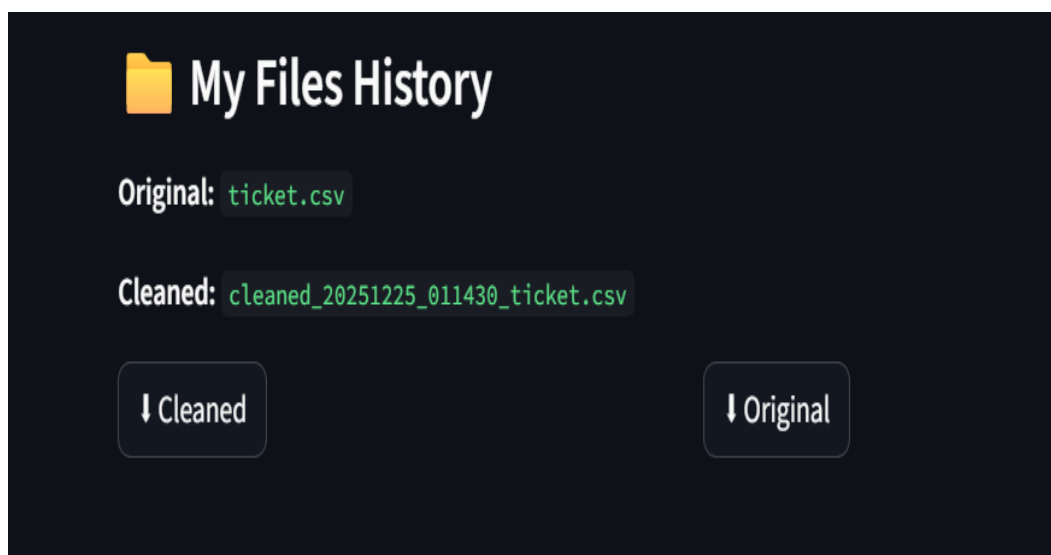 My Files History
Original: ticket.csv
Cleaned: cleaned_20251225_011430_ticket.csv
⬇ Cleaned
⬇ Original